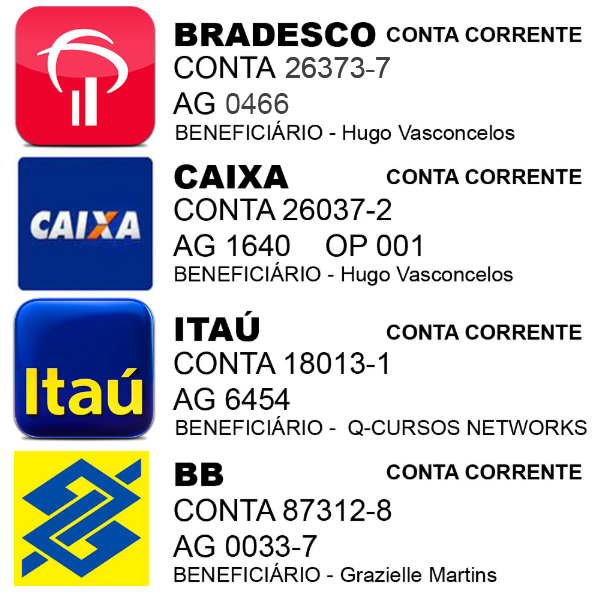 BRADESCO CONTA CORRENTE
CONTA 26373-7
AG 0466
BENEFICIÁRIO - Hugo Vasconcelos
CAIXA
CAIXA CONTA CORRENTE
CONTA 26037-2
AG 1640 OP 001
BENEFICIÁRIO - Hugo Vasconcelos
Itaú
ITAÚ CONTA CORRENTE
CONTA 18013-1
AG 6454
BENEFICIÁRIO - Q-CURSOS NETWORKS
BB CONTA CORRENTE
CONTA 87312-8
AG 0033-7
BENEFICIÁRIO - Grazielle Martins